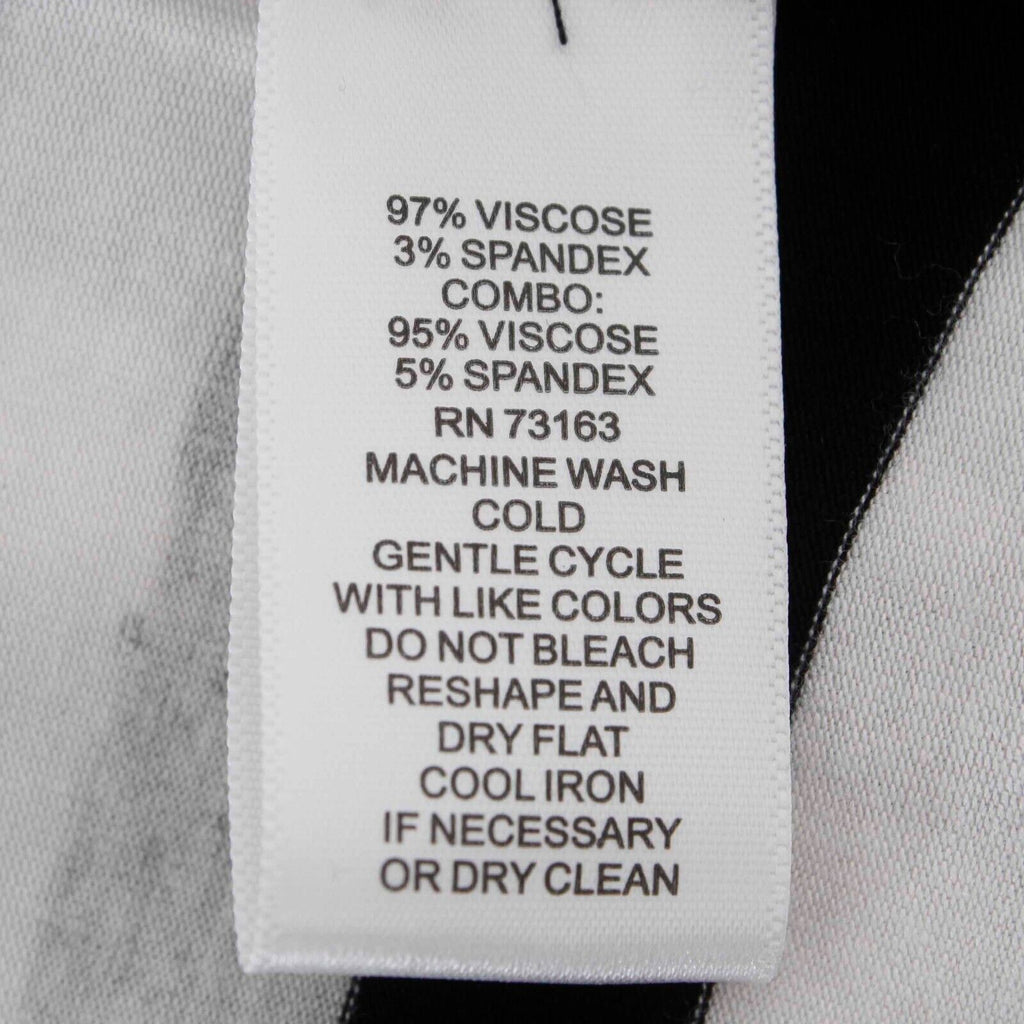 97% VISCOSE
3% SPANDEX
COMBO:
95% VISCOSE
5% SPANDEX
RN 73163
MACHINE WASH
COLD
GENTLE CYCLE
WITH LIKE COLORS
DO NOT BLEACH
RESHAPE AND
DRY FLAT
COOL IRON
IF NECESSARY
OR DRY CLEAN